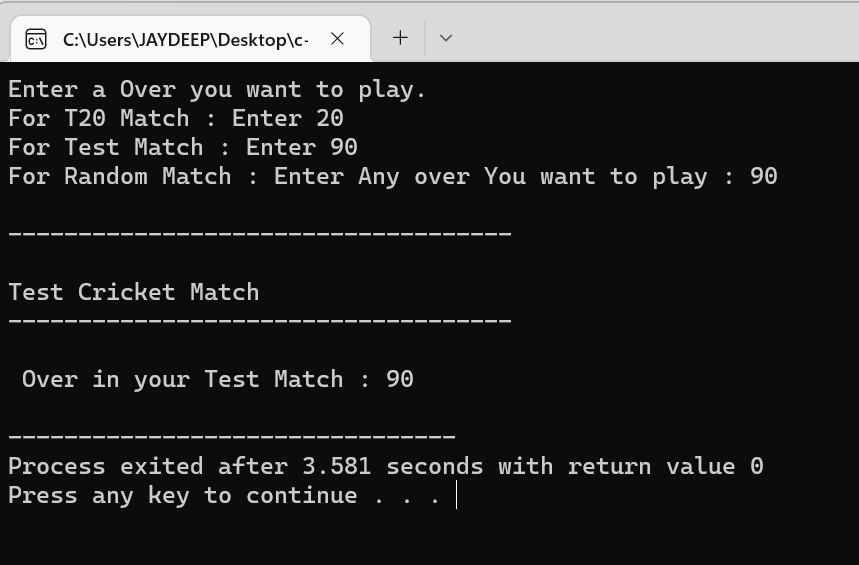 C:\Users\JAYDEEP\Desktop\c-
Enter a Over you want to play.
For T20 Match : Enter 20
For Test Match : Enter 90
For Random Match : Enter Any over You want to play : 90
------------------------------------
Test Cricket Match
------------------------------------
Over in your Test Match : 90
--------------------------------
Process exited after 3.581 seconds with return value 0
Press any key to continue . . .